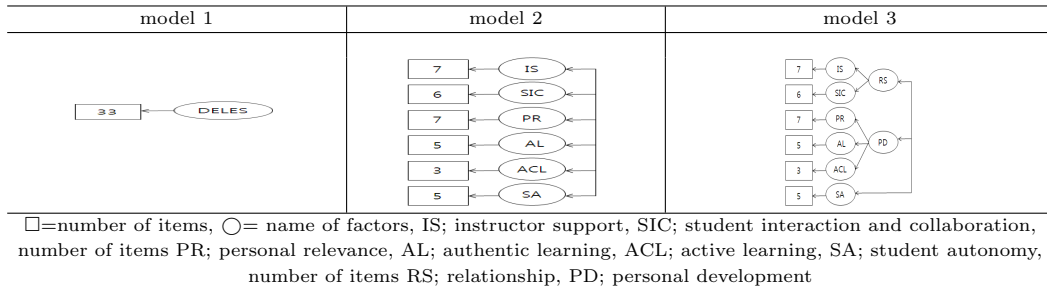 model 1 model 2 model 3
33 DELES
7 IS
6 SIC
7 PR
5 AL
3 ACL
5 SA
7 IS RS
6 SIC
7 PR
5 AL PD
3 ACL
5 SA
□=number of items, ◯= name of factors, IS; instructor support, SIC; student interaction and collaboration,
number of items PR; personal relevance, AL; authentic learning, ACL; active learning, SA; student autonomy,
number of items RS; relationship, PD; personal development